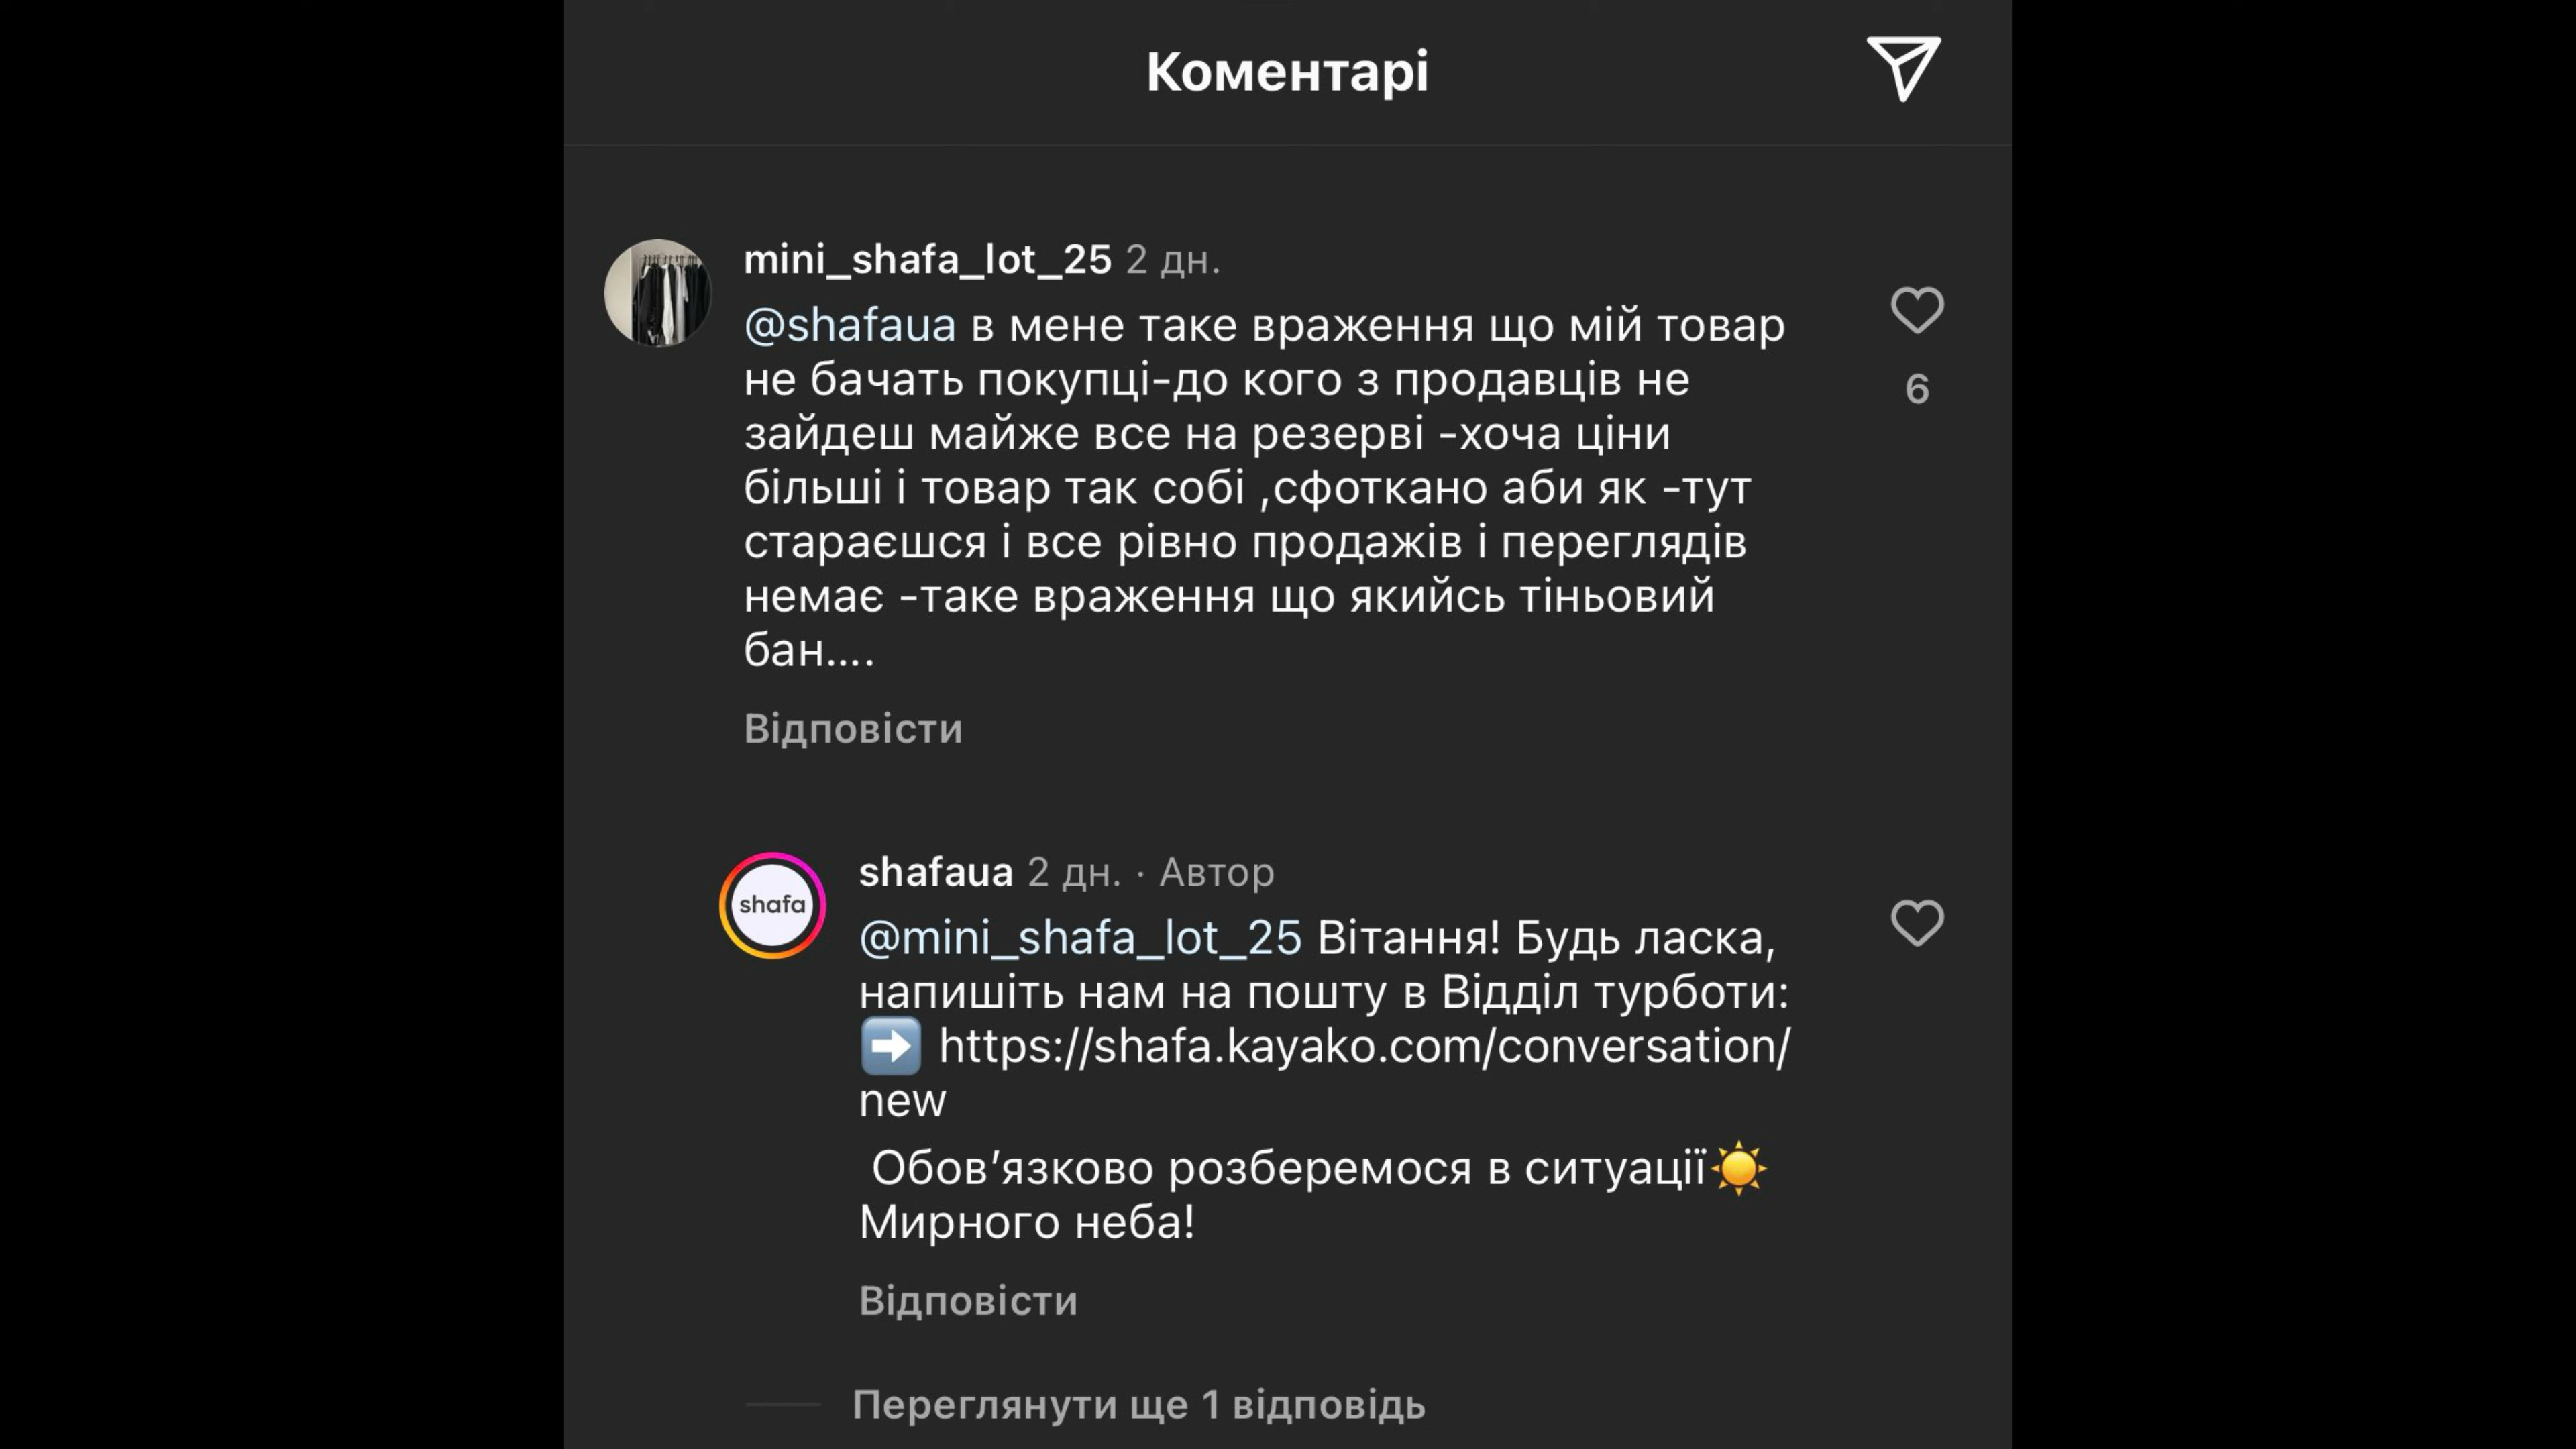 Коментарі
mini_shafa_lot_25 2 дн.
@shafaua в мене таке враження що мій товар
не бачать покупці-до кого з продавців не
зайдеш майже все на резерві -хоча ціни
більші і товар так собі ,сфоткано аби як -тут
стараєшся і все рівно продажів і переглядів
немає -таке враження що якийсь тіньовий
бан....
6
Відповісти
shafa
shafaua 2 дн. · Автор
@mini_shafa_lot_25 Вітання! Будь ласка,
напишіть нам на пошту в Відділ турботи:
➡️ https://shafa.kayako.com/conversation/
new
Обов’язково розберемося в ситуації☀️
Мирного неба!
Відповісти
Переглянути ще 1 відповідь